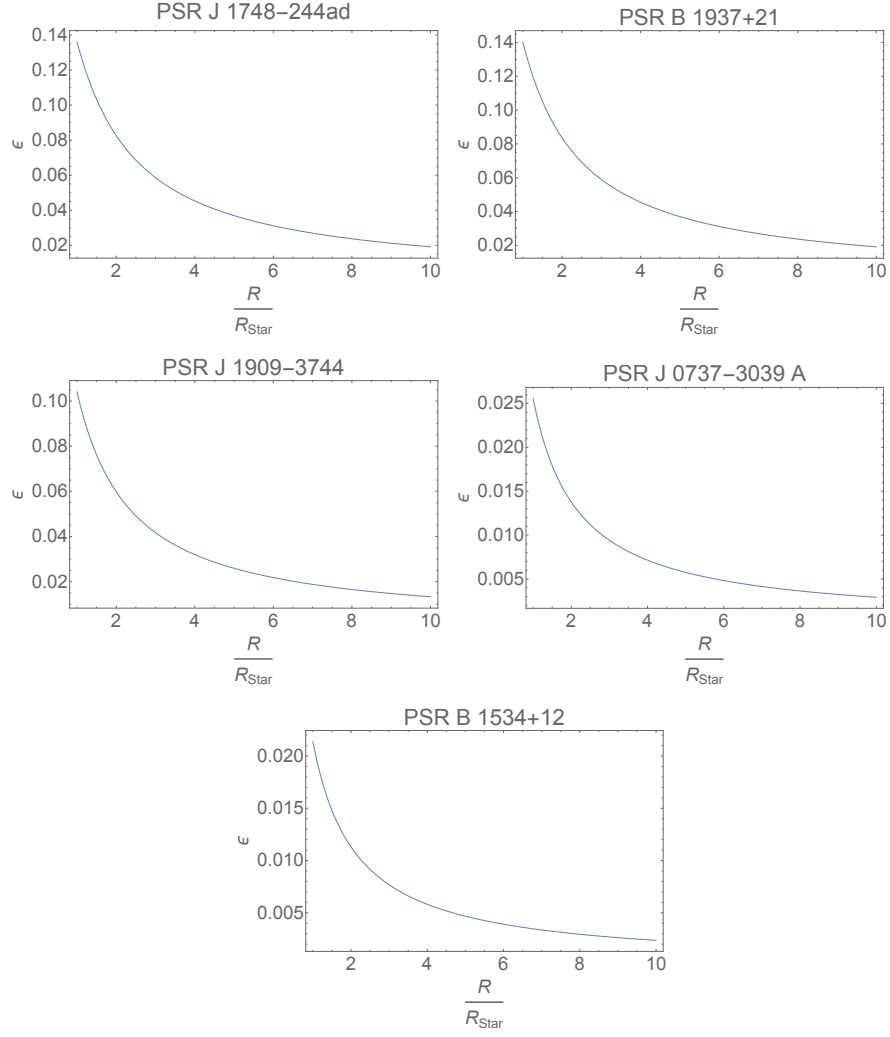 PSR J 1748−244ad
0.14
0.12
0.10
0.08
0.06
0.04
0.02
ϵ
2 4 6 8 10
R
R Star
PSR B 1937+21
0.14
0.12
0.10
0.08
0.06
0.04
0.02
ϵ
2 4 6 8 10
R
R Star
PSR J 1909−3744
0.10
0.08
0.06
0.04
0.02
ϵ
2 4 6 8 10
R
R Star
PSR J 0737−3039 A
0.025
0.020
0.015
0.010
0.005
ϵ
2 4 6 8 10
R
R Star
PSR B 1534+12
0.020
0.015
0.010
0.005
ϵ
2 4 6 8 10
R
R Star